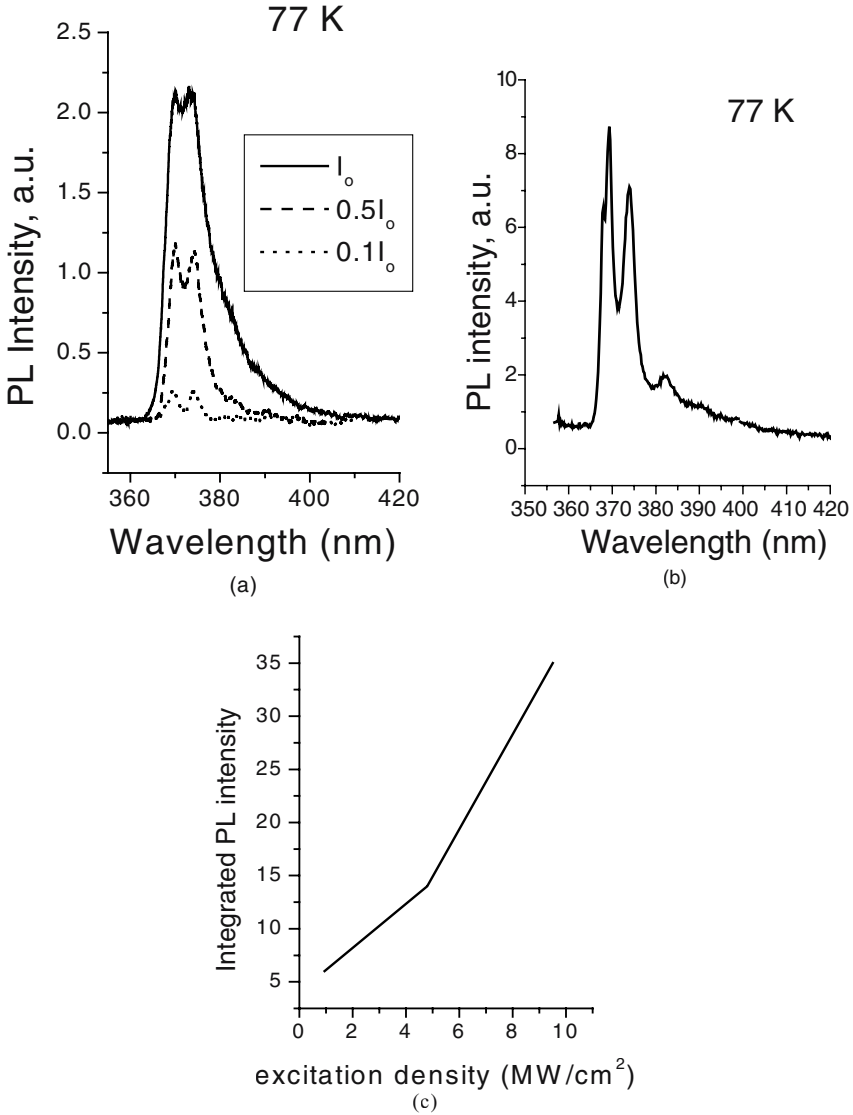 77 K
2.5
2.0
1.5
1.0
0.5
0.0
PL Intensity, a.u.
I_o
0.5I_o
0.1I_o
360 380 400 420
Wavelength (nm)
(a)
77 K
10
8
6
4
2
0
PL intensity, a.u.
350 360 370 380 390 400 410 420
Wavelength (nm)
(b)
35
30
25
20
15
10
5
Integrated PL intensity
0 2 4 6 8 10
excitation density (MW/cm²)
(c)